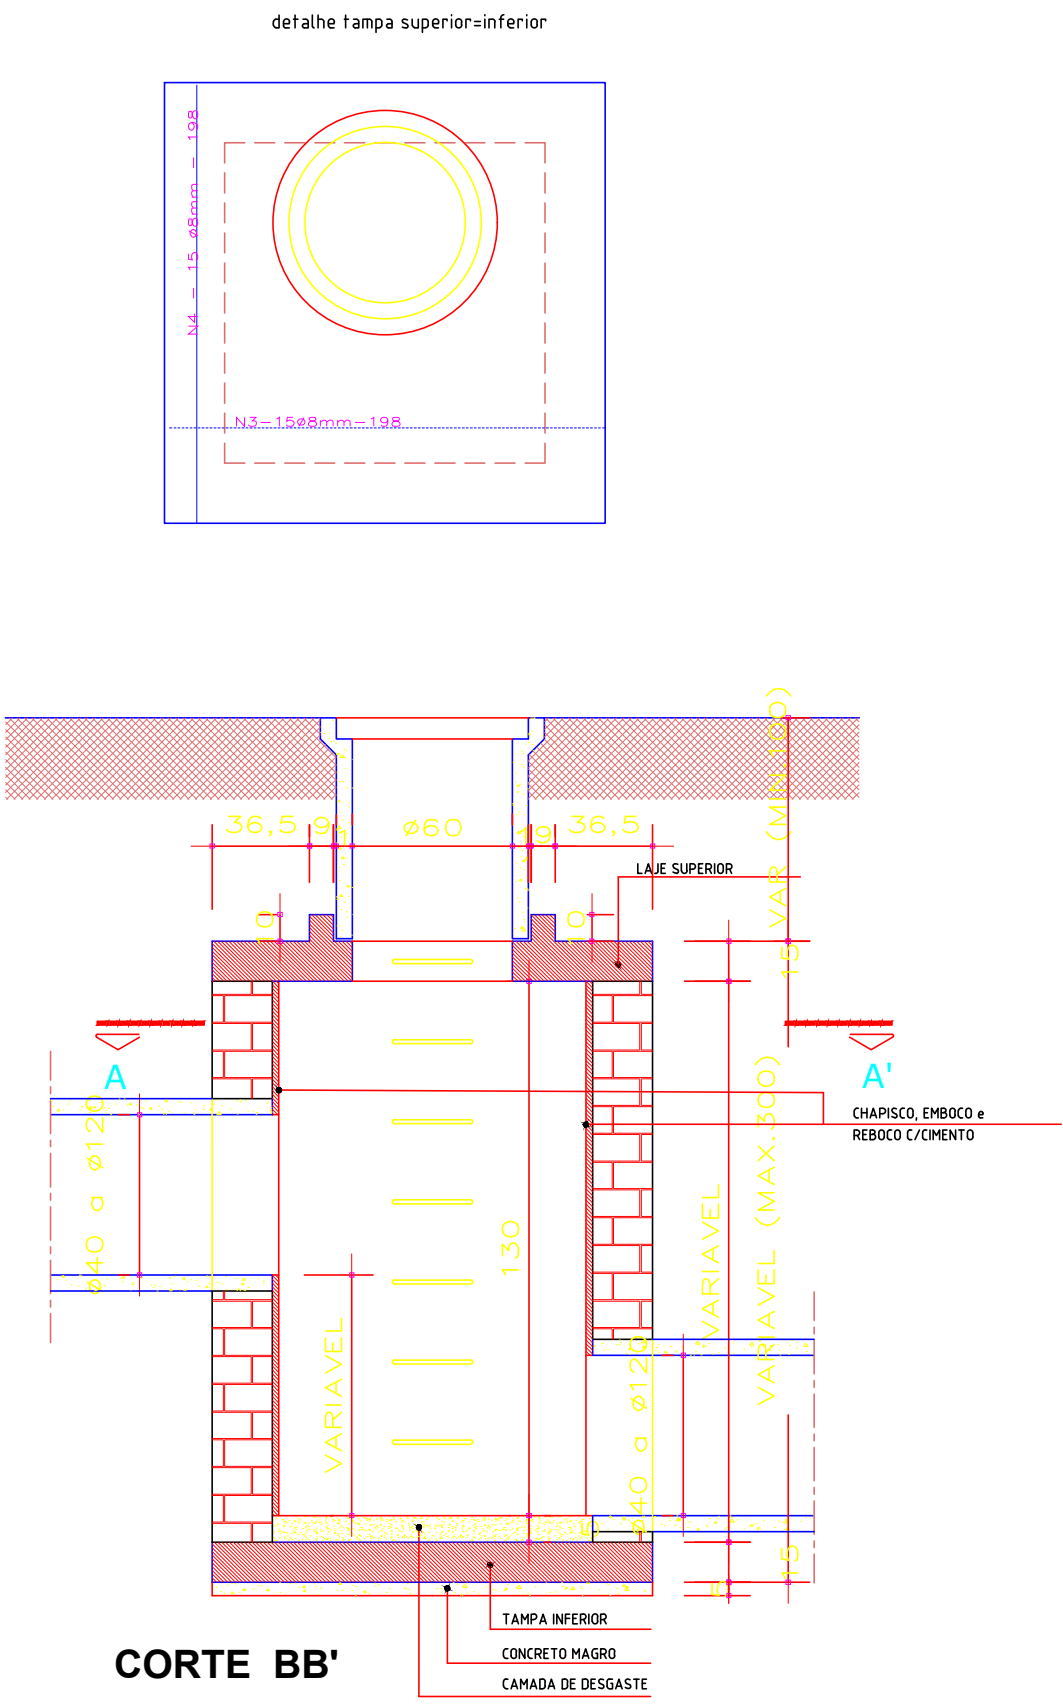 detalhe tampa superior=inferior
N4 - 15 ø8mm - 198
N3-15ø8mm-198
VAR (MIN.100)
36,5
9
ø60
9
36,5
LAJE SUPERIOR
10
10
15
A
A'
ø40 a ø120
CHAPISCO, EMBOCO e
REBOCO C/CIMENTO
130
VARIAVEL
VARIAVEL (MAX.300)
VARIAVEL
ø40 a ø120
5
15
5
TAMPA INFERIOR
CONCRETO MAGRO
CAMADA DE DESGASTE
CORTE BB'